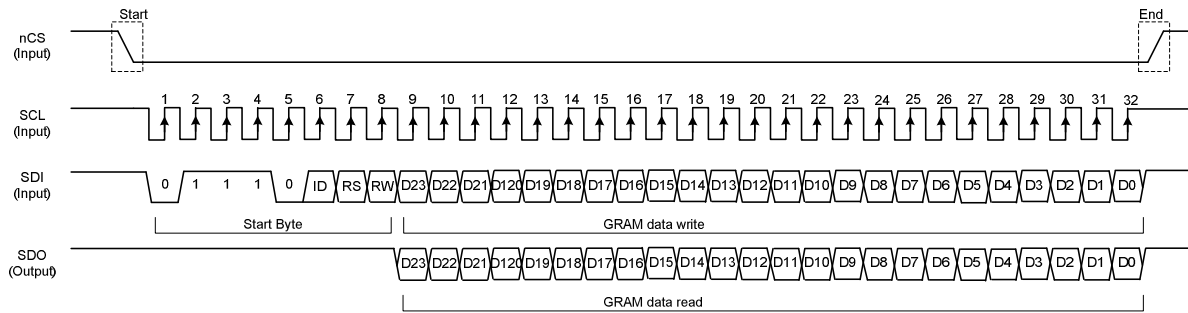 Start
End
nCS
(Input)
1 2 3 4 5 6 7 8 9 10 11 12 13 14 15 16 17 18 19 20 21 22 23 24 25 26 27 28 29 30 31 32
SCL
(Input)
SDI
(Input)
0 1 1 1 0 ID RS RW D23 D22 D21 D120 D19 D18 D17 D16 D15 D14 D13 D12 D11 D10 D9 D8 D7 D6 D5 D4 D3 D2 D1 D0
Start Byte
GRAM data write
SDO
(Output)
D23 D22 D21 D120 D19 D18 D17 D16 D15 D14 D13 D12 D11 D10 D9 D8 D7 D6 D5 D4 D3 D2 D1 D0
GRAM data read